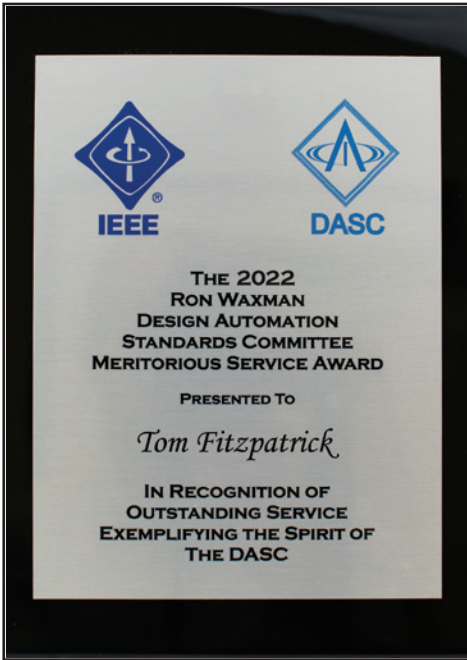 IEEE
®
DASC
THE 2022
RON WAXMAN
DESIGN AUTOMATION
STANDARDS COMMITTEE
MERITORIOUS SERVICE AWARD
PRESENTED TO
Tom Fitzpatrick
IN RECOGNITION OF
OUTSTANDING SERVICE
EXEMPLIFYING THE SPIRIT OF
THE DASC